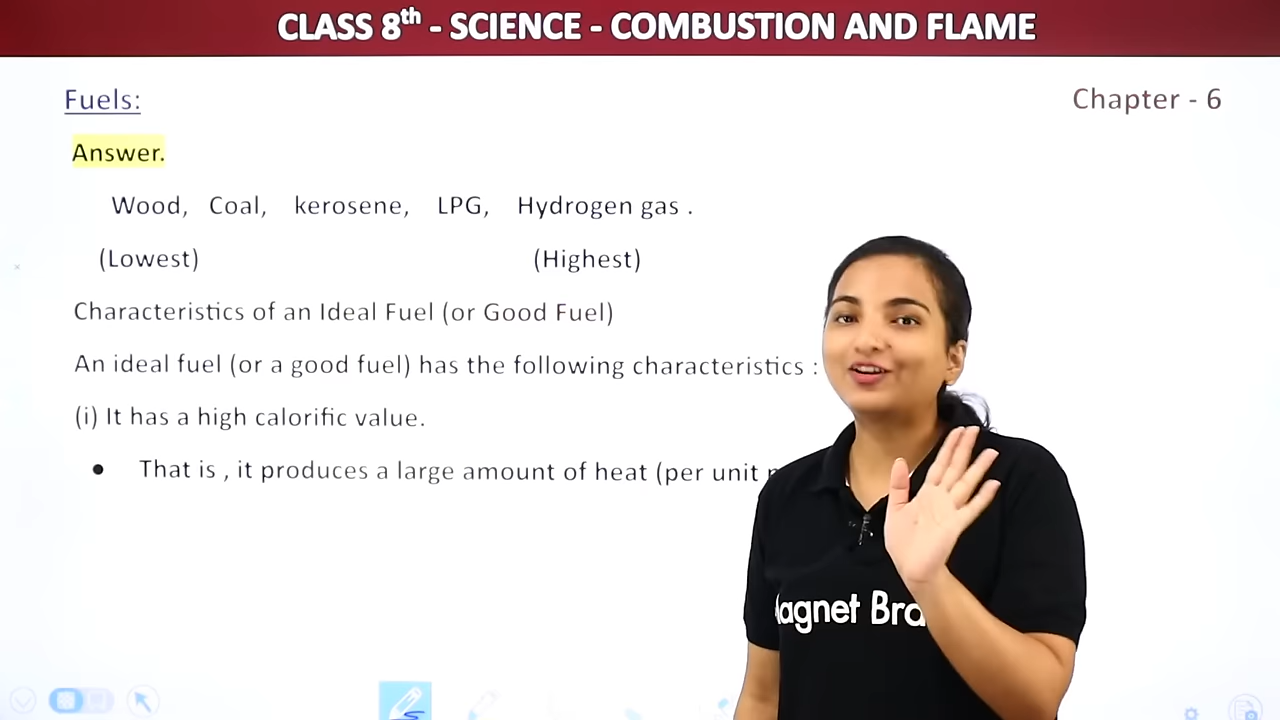 CLASS 8th - SCIENCE - COMBUSTION AND FLAME
Fuels:
Chapter - 6
Answer.
Wood, Coal, kerosene, LPG, Hydrogen gas .
(Lowest) (Highest)
Characteristics of an Ideal Fuel (or Good Fuel)
An ideal fuel (or a good fuel) has the following characteristics :
(i) It has a high calorific value.
● That is , it produces a large amount of heat (per unit
agnet Bra